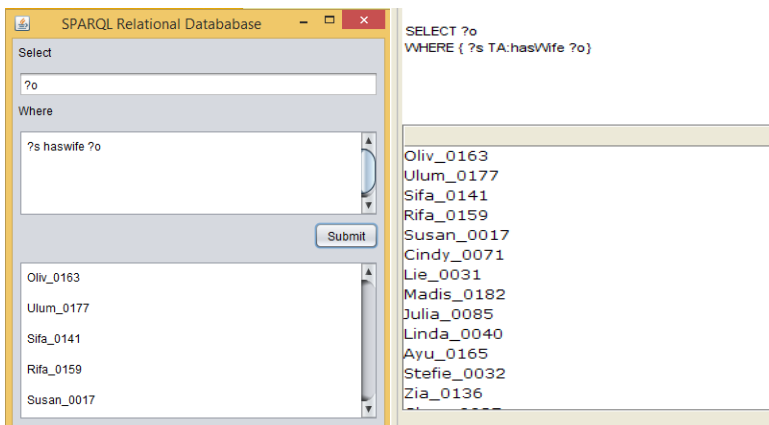 SPARQL Relational Datababase
Select
?o
Where
?s haswife ?o
Submit
Oliv_0163
Ulum_0177
Sifa_0141
Rifa_0159
Susan_0017
SELECT ?o
WHERE { ?s TA:hasWife ?o}
Oliv_0163
Ulum_0177
Sifa_0141
Rifa_0159
Susan_0017
Cindy_0071
Lie_0031
Madis_0182
Julia_0085
Linda_0040
Ayu_0165
Stefie_0032
Zia_0136